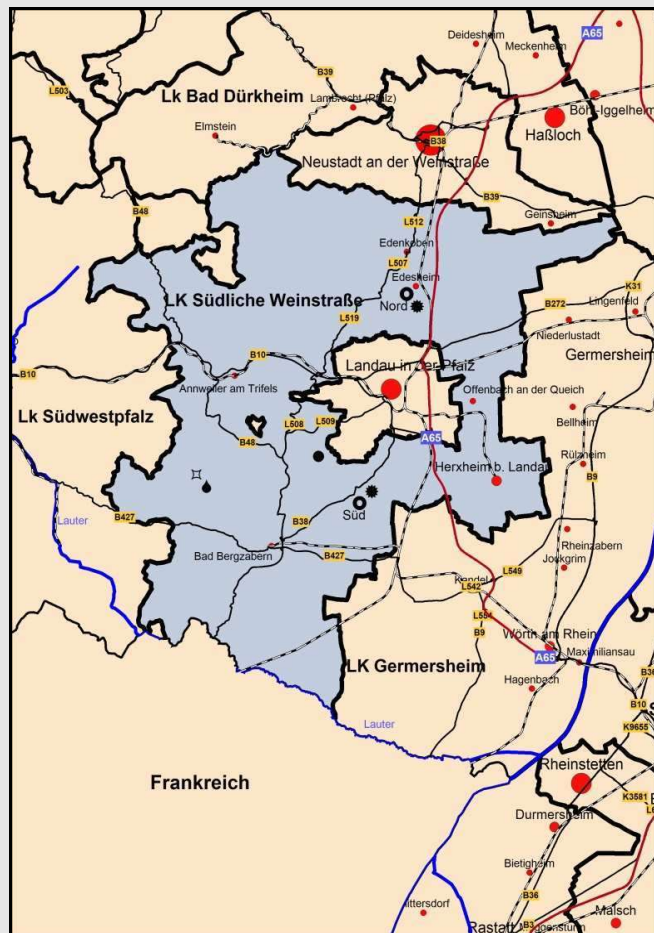 Deidesheim
A65
Meckenheim
B39
Lk Bad Dürkheim
L503
Lambrecht (Pfalz)
Böhl-Iggelheim
Elmstein
Haßloch
B38
Neustadt an der Weinstraße
B39
B48
Geinsheim
L512
Edenkoben
L507
Edesheim
K31
LK Südliche Weinstraße
Nord
B272
Lingenfeld
L519
Niederlustadt
B10
Germersheim
B10
Landau in der Pfalz
Annweiler am Trifels
Offenbach an der Queich
Lk Südwestpfalz
L508
L509
Bellheim
B48
A65
Rülzheim
Herxheim b. Landau
B9
Süd
Lauter
B427
B38
Rheinzabern
Bad Bergzabern
B427
Jockgrim
L549
Kandel
L542
L554
B9
Wörth am Rhein
A65
Maximiliansau
LK Germersheim
B36
Hagenbach
B10
Lauter
K9655
Rheinstetten
Frankreich
K3581
Durmersheim
Bietigheim
B36
B3
Malsch
Rastatt